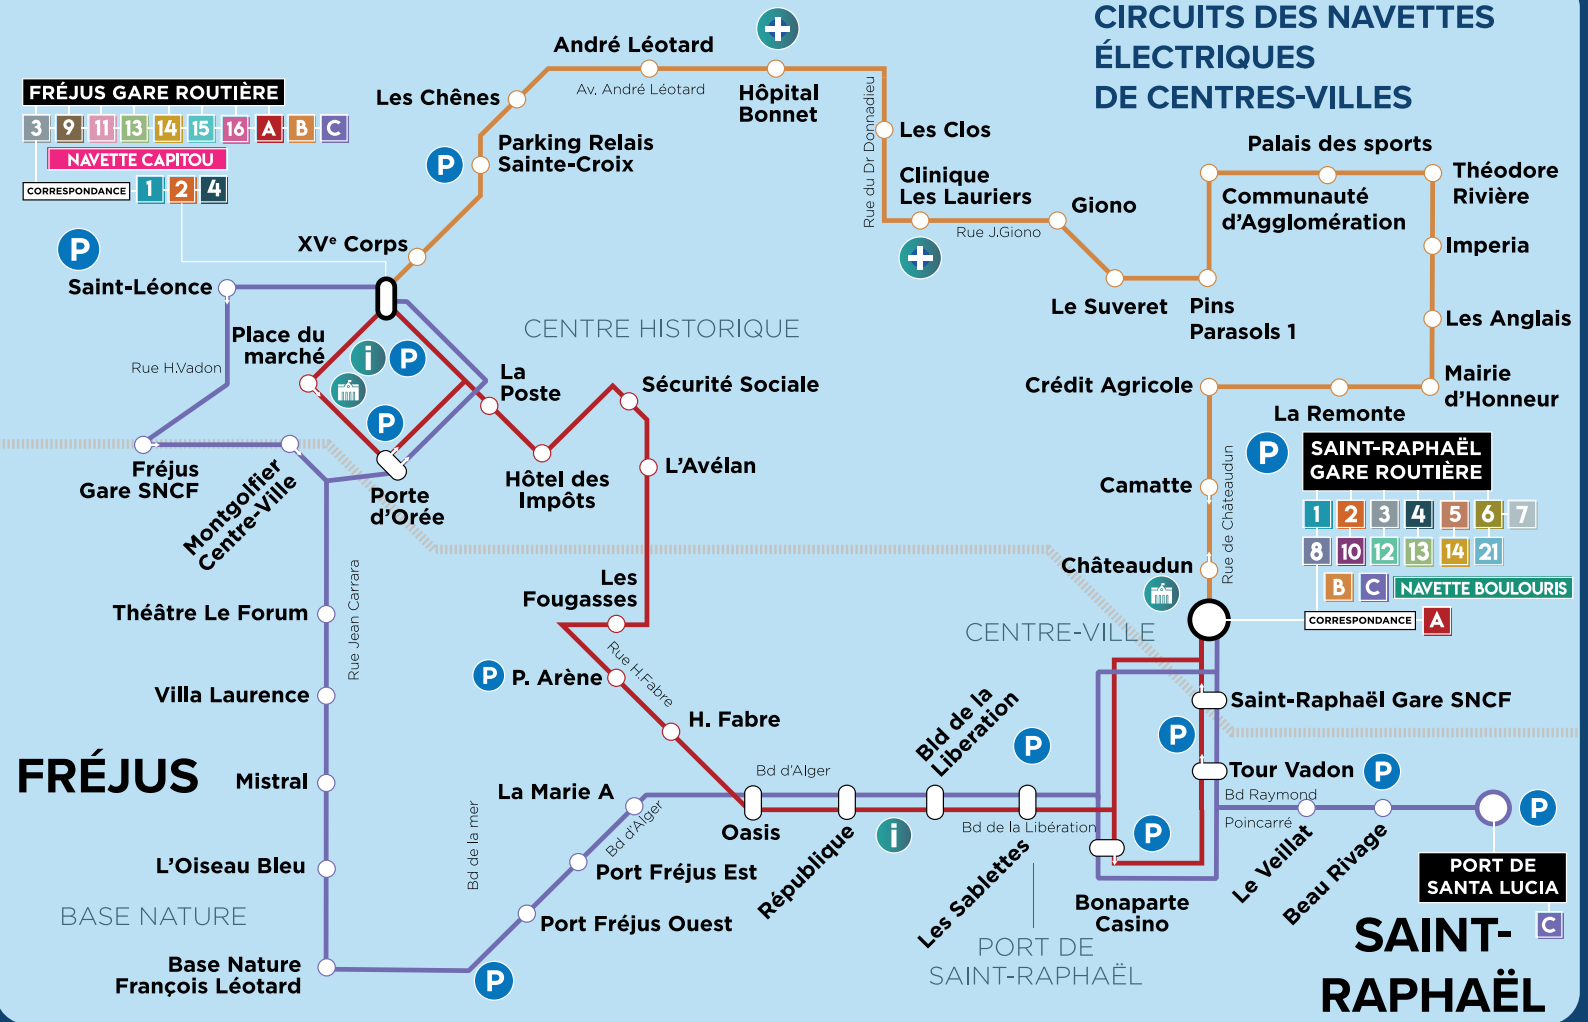 CIRCUITS DES NAVETTES
ÉLECTRIQUES
DE CENTRES-VILLES
FRÉJUS GARE ROUTIÈRE
3 9 11 13 14 15 16 A B C
NAVETTE CAPITOU
CORRESPONDANCE 1 2 4
P
Saint-Léonce
XVᵉ Corps
P
Parking Relais
Sainte-Croix
Les Chênes
André Léotard
Av. André Léotard
Hôpital
Bonnet
Rue du Dr Donnadieu
Les Clos
Clinique
Les Lauriers
Rue J.Giono
Giono
Le Suveret
Pins
Parasols 1
Communauté
d'Agglomération
Palais des sports
Théodore
Rivière
Imperia
Les Anglais
Mairie
d'Honneur
La Remonte
Crédit Agricole
Camatte
Rue de Châteaudun
Châteaudun
P
SAINT-RAPHAËL
GARE ROUTIÈRE
1 2 3 4 5 6 7
8 10 12 13 14 21
B C NAVETTE BOULOURIS
CORRESPONDANCE A
CENTRE HISTORIQUE
Place du
marché
i P
P
Rue H.Vadon
Fréjus
Gare SNCF
Montgolfier
Centre-Ville
Porte
d'Orée
La
Poste
Hôtel des
Impôts
Sécurité Sociale
L'Avélan
Les
Fougasses
Rue H.Fabre
P P. Arène
H. Fabre
Rue Jean Carrara
Théâtre Le Forum
Villa Laurence
FRÉJUS
Mistral
L'Oiseau Bleu
BASE NATURE
Base Nature
François Léotard
P
Bd de la mer
Port Fréjus Ouest
Port Fréjus Est
Bd d'Alger
La Marie A
Bd d'Alger
Oasis
République
i
Bld de la
Liberation
P
Bd de la Libération
Les Sablettes
PORT DE
SAINT-RAPHAËL
CENTRE-VILLE
P
Bonaparte
Casino
P
Saint-Raphaël Gare SNCF
Tour Vadon P
Bd Raymond
Poincarré
Le Veillat
Beau Rivage
P
PORT DE
SANTA LUCIA
C
SAINT-
RAPHAËL